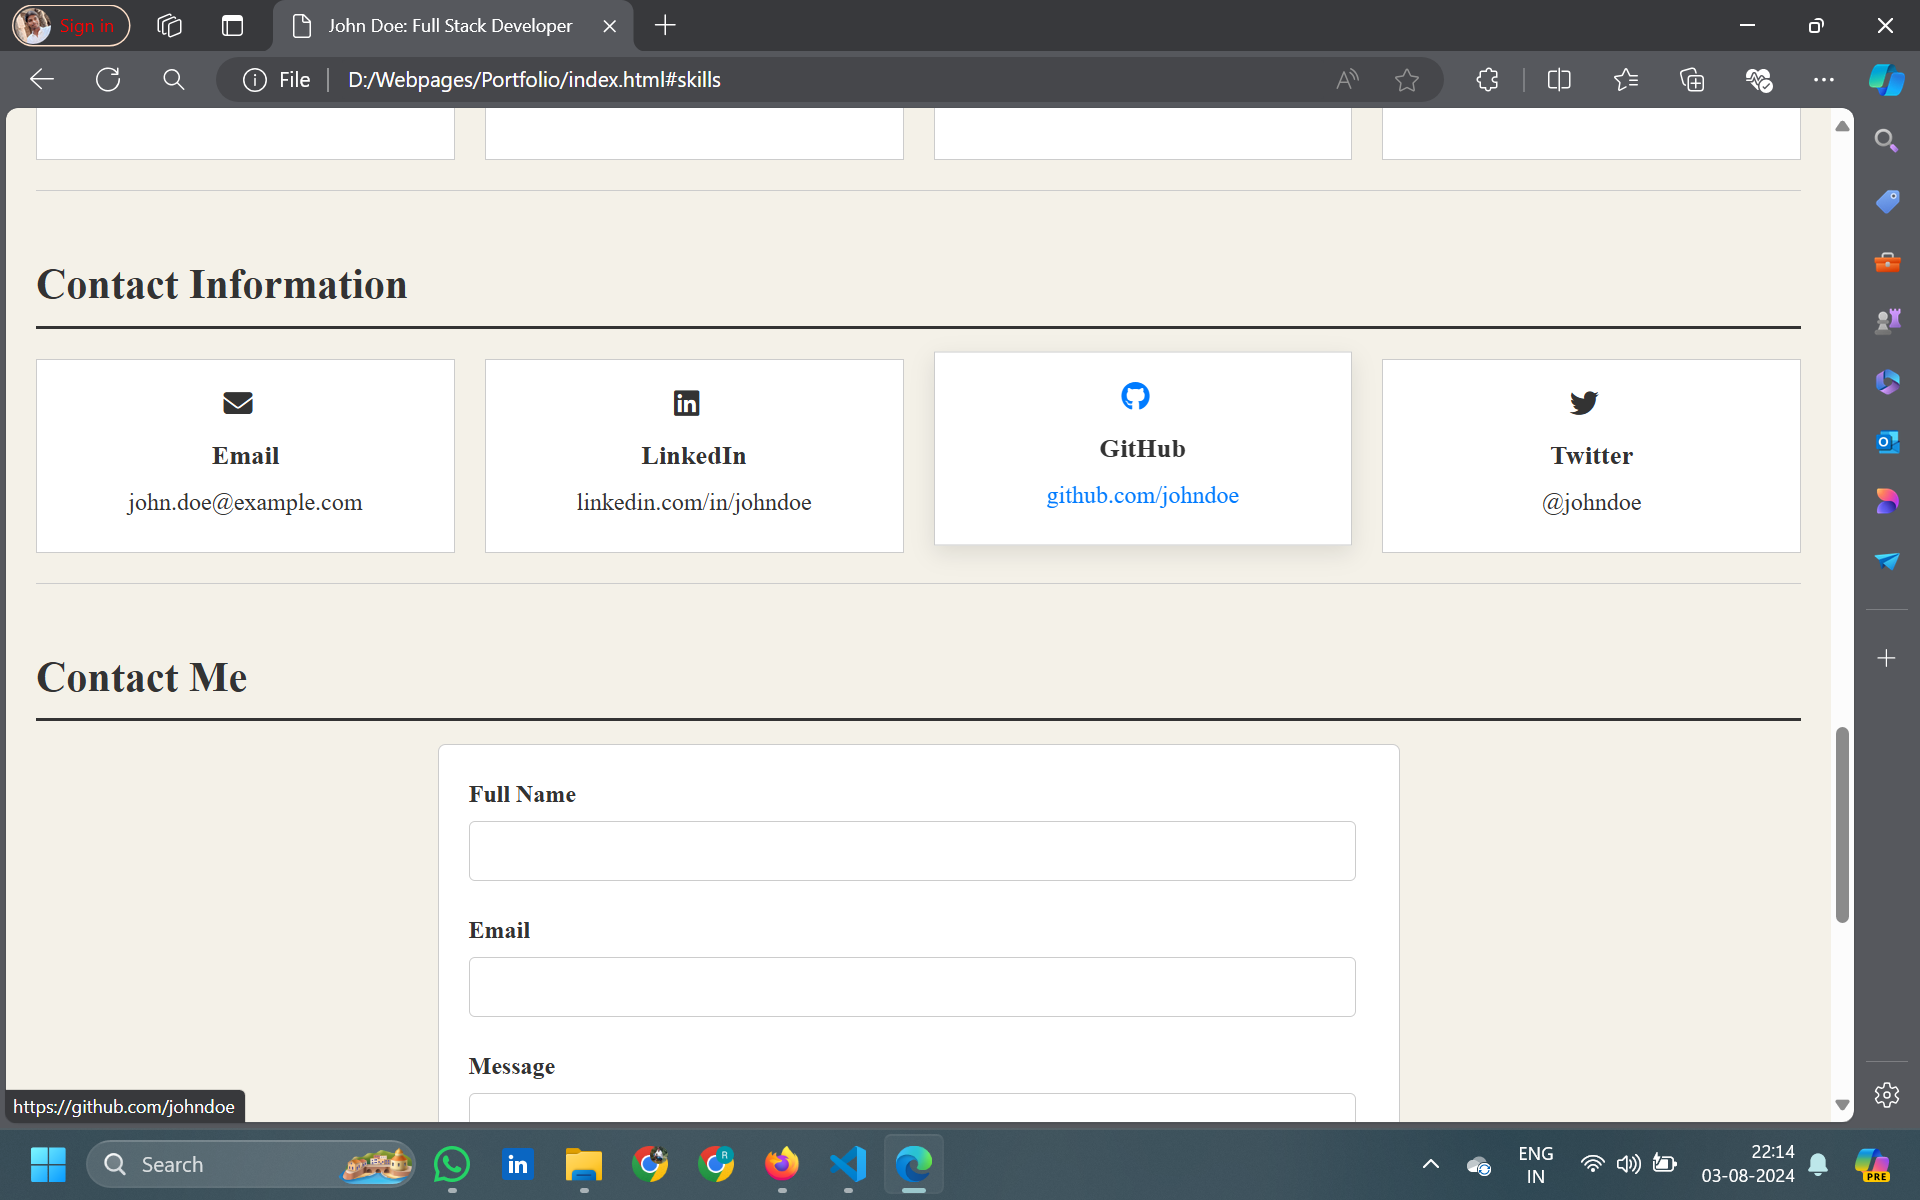 Sign in
John Doe: Full Stack Developer
File
D:/Webpages/Portfolio/index.html#skills
Contact Information
Email
john.doe@example.com
LinkedIn
linkedin.com/in/johndoe
GitHub
github.com/johndoe
Twitter
@johndoe
Contact Me
Full Name
Email
Message
https://github.com/johndoe
Search
ENG
IN
22:14
03-08-2024
PRE